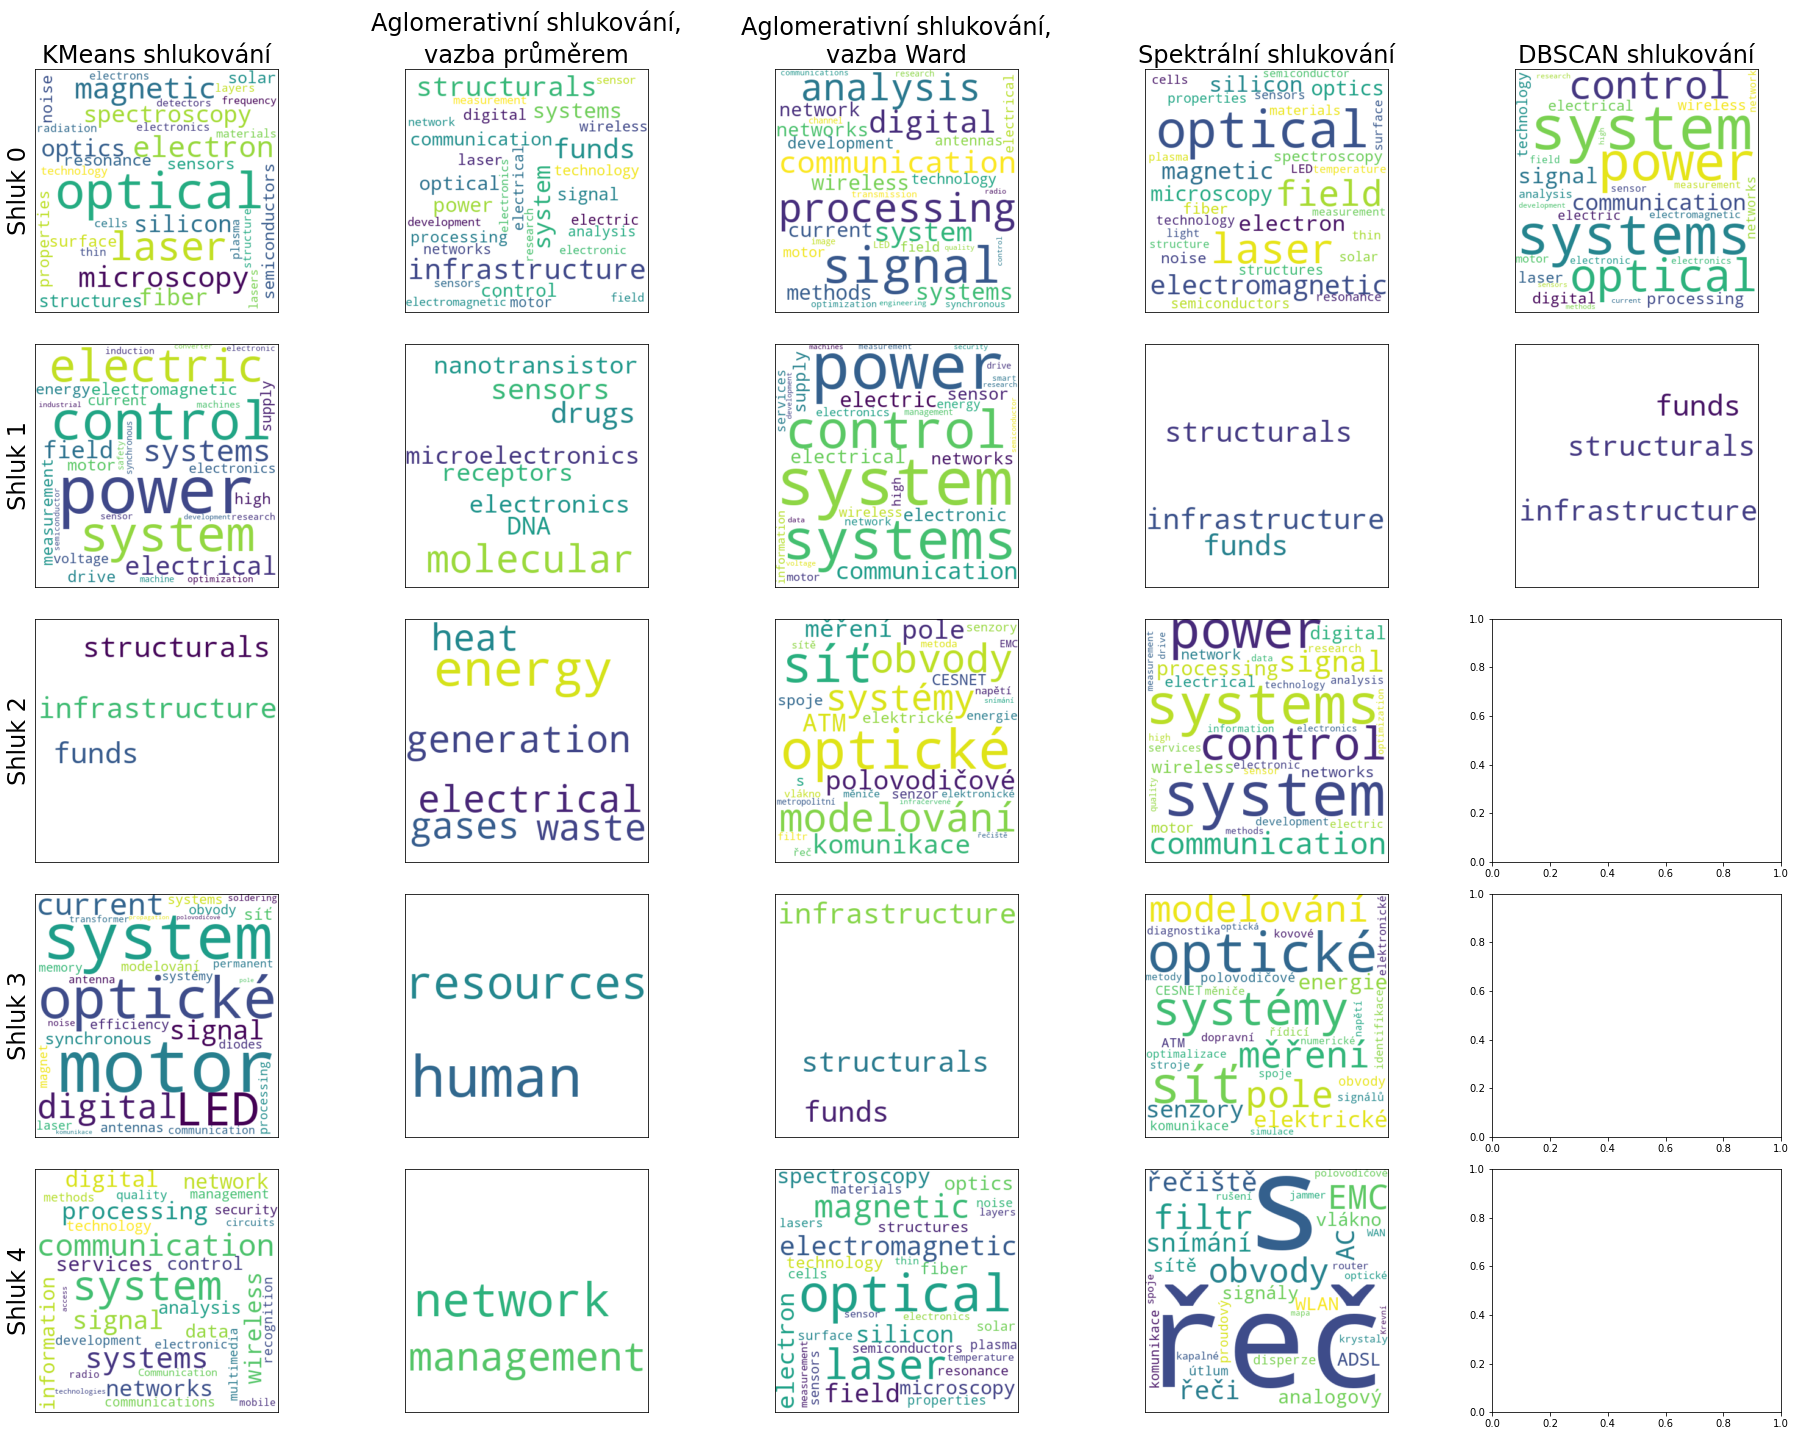 Aglomerativní shlukování,
Aglomerativní shlukování,
KMeans shlukování
vazba průměrem
vazba Ward
Spektrální shlukování
DBSCAN shlukování
Shluk 0
electrons
magnetic
solar
layers
noise
detectors
frequency
spectroscopy
radiation
electronics
materials
optics
electron
resonance
sensors
technology
optical
semiconductors
properties
cells
silicon
surface
laser
plasma
structure
thin
microscopy
lasers
structures
fiber
structurals
sensor
measurement
digital
systems
network
wireless
communication
funds
laser
technology
optical
electronics
electrical
system
signal
power
development
electric
processing
research
analysis
networks
electronic
infrastructure
sensors
control
electromagnetic
motor
field
communications
research
analysis
electrical
network
channel
digital
networks
development
antennas
communication
wireless
technology
transmission
radio
processing
current
system
image
motor
LED
field
quality
control
signal
methods
systems
optimization
engineering
synchronous
cells
semiconductor
silicon
optics
properties
sensors
materials
optical
surface
plasma
spectroscopy
magnetic
LED
temperature
microscopy
field
fiber
measurement
technology
electron
light
thin
structure
laser
noise
solar
structures
electromagnetic
semiconductors
resonance
research
control
network
technology
electrical
wireless
system
high
field
power
signal
sensor
measurement
analysis
communication
development
electric
electromagnetic
networks
systems
motor
electronic
electronics
laser
optical
sensors
digital
current
processing
methods
Shluk 1
induction
converter
electronic
electric
energy
electromagnetic
supply
industrial
current
machines
control
field
systems
safety
synchronous
motor
electronics
measurement
power
high
semiconductor
sensor
development
research
system
voltage
electrical
drive
machine
optimization
nanotransistor
sensors
drugs
microelectronics
receptors
electronics
DNA
molecular
machines
measurement
security
power
services
development
supply
drive
smart
research
electric
sensor
energy
electronics
management
control
semiconductor
electrical
networks
system
high
wireless
data
network
electronic
information
systems
voltage
motor
communication
structurals
infrastructure
funds
funds
structurals
infrastructure
Shluk 2
structurals
infrastructure
funds
heat
energy
generation
electrical
gases
waste
měření
pole
senzory
sítě
metoda
EMC
síť
obvody
CESNET
systémy
napětí
spoje
snímání
ATM
elektrické
energie
optické
s
polovodičové
vlákno
měniče
senzor
elektronické
metropolitní
infračervené
modelování
filtr
řečiště
řeč
komunikace
power
digital
measurement
drive
network
data
research
processing
signal
electrical
technology
analysis
systems
optimization
information
electronics
high
services
control
wireless
electronic
sensor
networks
system
quality
development
electric
motor
methods
communication
1.0
0.8
0.6
0.4
0.2
0.0
0.0 0.2 0.4 0.6 0.8 1.0
Shluk 3
current
systems
soldering
obvody
síť
transformer
propagation
polovodičové
system
memory
modelování
permanent
antenna
systémy
pole
optické
noise
efficiency
signal
synchronous
diodes
magnet
motor
processing
digital
LED
laser
antennas
komunikace
communication
resources
human
infrastructure
structurals
funds
modelování
diagnostika
optická
kovové
elektronické
optické
metody
polovodičové
energie
CESNET
měniče
systémy
napětí
identifikace
řídicí
ATM
dopravní
numerické
optimalizace
měření
stroje
síť
spoje
pole
obvody
signálů
senzory
elektrické
komunikace
simulace
1.0
0.8
0.6
0.4
0.2
0.0
0.0 0.2 0.4 0.6 0.8 1.0
Shluk 4
digital
network
methods
quality
management
processing
security
technology
circuits
communication
services
control
system
access
wireless
recognition
information
analysis
signal
data
development
electronic
multimedia
systems
radio
Communication
technologies
networks
communications
mobile
network
management
spectroscopy
materials
optics
magnetic
noise
lasers
layers
structures
electromagnetic
technology
thin
cells
fiber
optical
electron
sensor
electronics
surface
silicon
solar
semiconductors
plasma
measurement
sensors
laser
temperature
resonance
field
microscopy
properties
řečiště
s
polovodičové
rušení
jammer
EMC
filtr
vlákno
AC
WAN
snímání
sítě
obvody
router
optické
spoje
signály
komunikace
WLAN
proudový
mapa
řeč
Krevní
krystaly
kapalné
disperze
ADSL
útlum
řeči
analogový
1.0
0.8
0.6
0.4
0.2
0.0
0.0 0.2 0.4 0.6 0.8 1.0